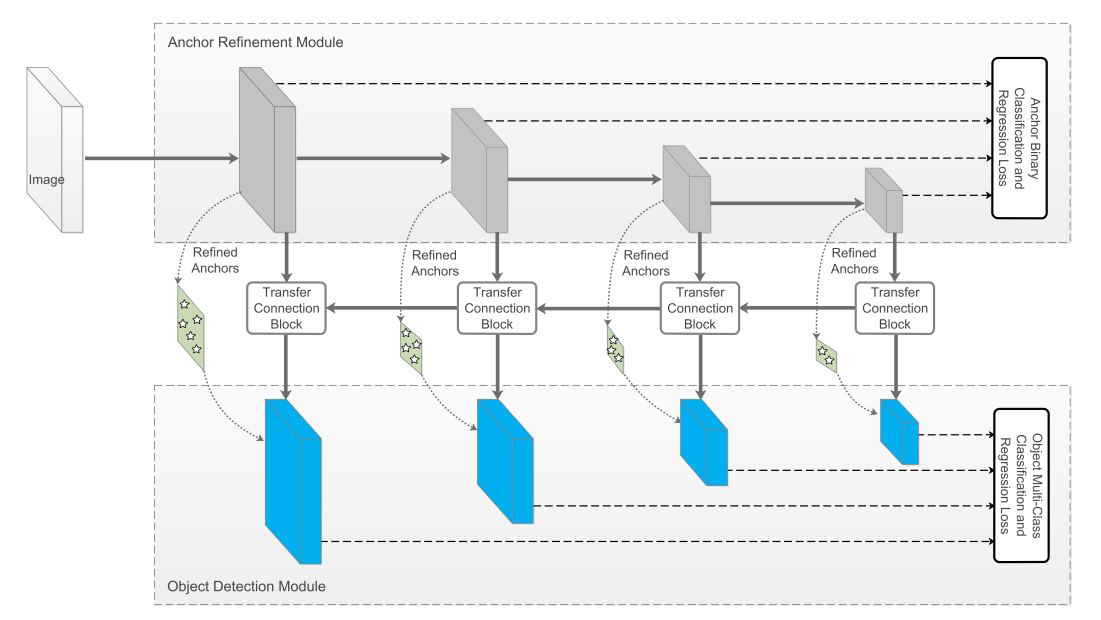 Anchor Refinement Module
Image
Anchor Binary
Classification and
Regression Loss
Refined
Anchors
Refined
Anchors
Refined
Anchors
Refined
Anchors
Transfer
Connection
Block
Transfer
Connection
Block
Transfer
Connection
Block
Transfer
Connection
Block
Object Multi-Class
Classification and
Regression Loss
Object Detection Module